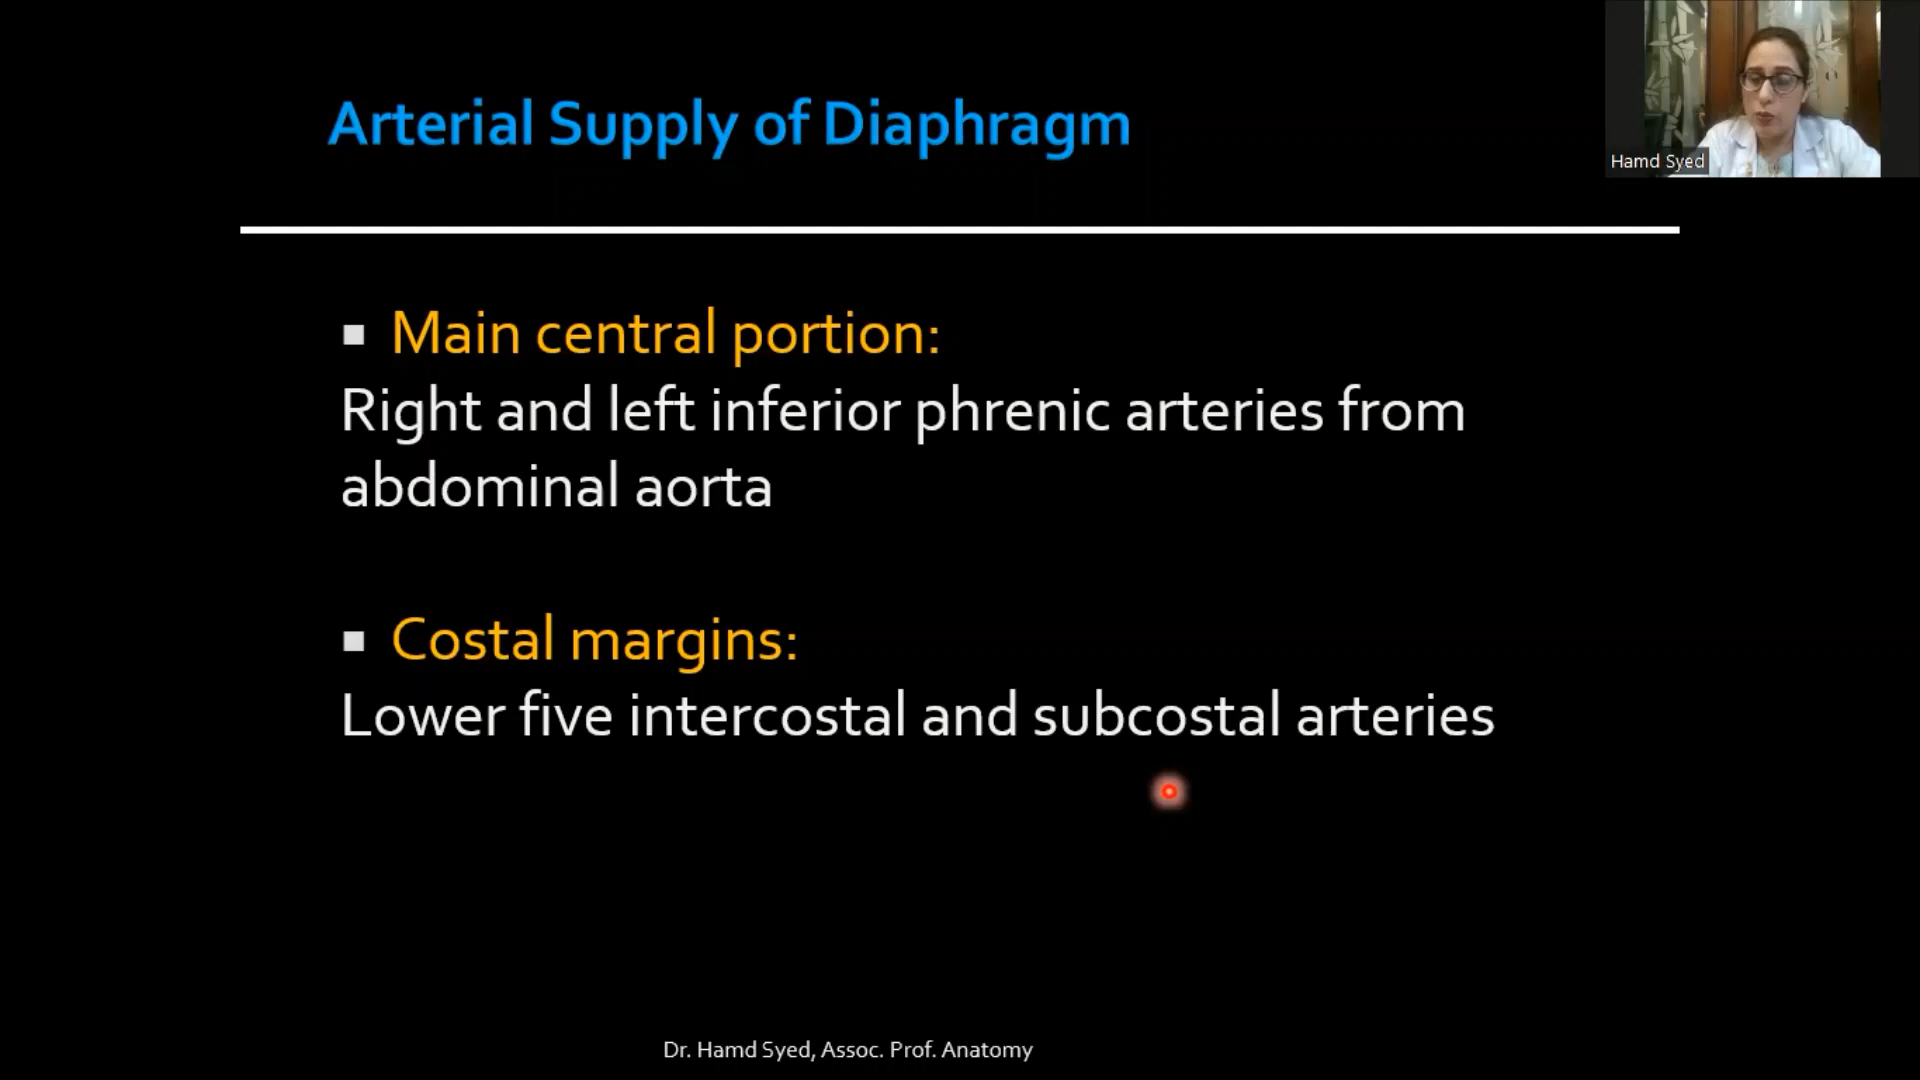 Arterial Supply of Diaphragm
Hamd Syed
Main central portion:
Right and left inferior phrenic arteries from
abdominal aorta
Costal margins:
Lower five intercostal and subcostal arteries
Dr. Hamd Syed, Assoc. Prof. Anatomy